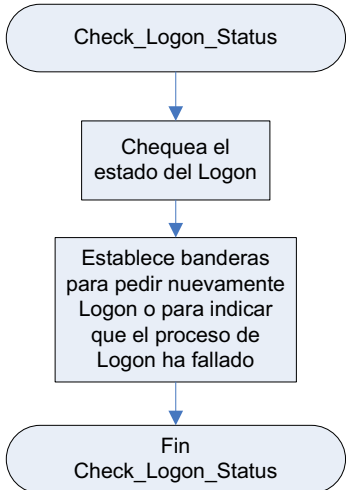 Check_Logon_Status
Chequea el
estado del Logon
Establece banderas
para pedir nuevamente
Logon o para indicar
que el proceso de
Logon ha fallado
Fin
Check_Logon_Status